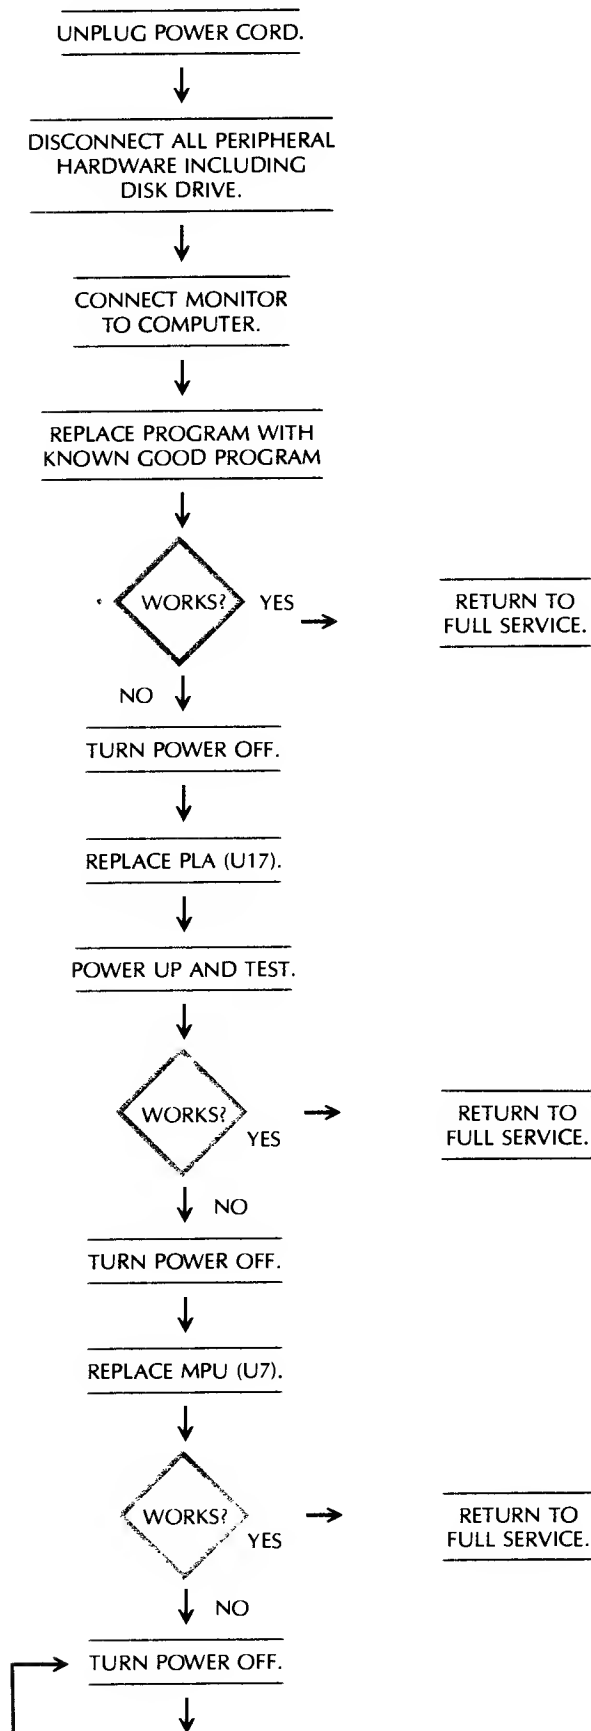 UNPLUG POWER CORD.
DISCONNECT ALL PERIPHERAL
HARDWARE INCLUDING
DISK DRIVE.
CONNECT MONITOR
TO COMPUTER.
REPLACE PROGRAM WITH
KNOWN GOOD PROGRAM
WORKS? YES
RETURN TO
FULL SERVICE.
NO
TURN POWER OFF.
REPLACE PLA (U17).
POWER UP AND TEST.
WORKS?
YES
RETURN TO
FULL SERVICE.
NO
TURN POWER OFF.
REPLACE MPU (U7).
WORKS?
YES
RETURN TO
FULL SERVICE.
NO
TURN POWER OFF.